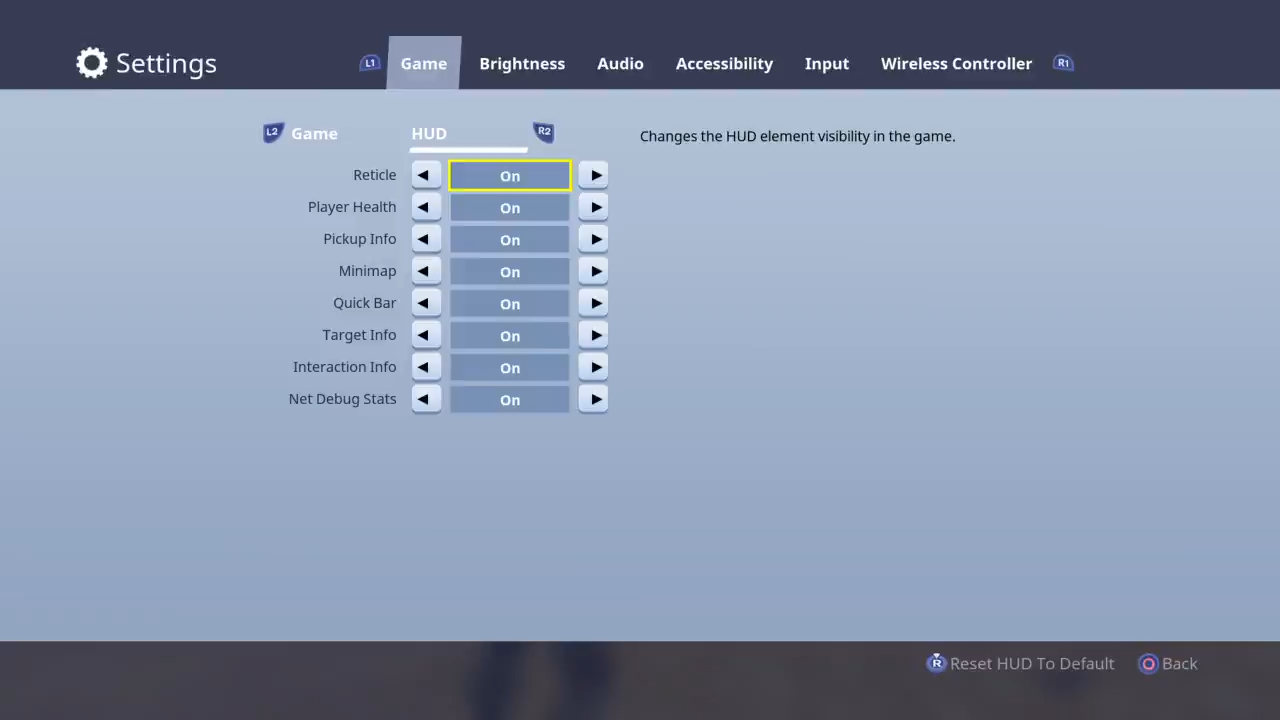 Settings
L1 Game Brightness Audio Accessibility Input Wireless Controller R1
L2 Game HUD R2
Changes the HUD element visibility in the game.
Reticle On
Player Health On
Pickup Info On
Minimap On
Quick Bar On
Target Info On
Interaction Info On
Net Debug Stats On
R Reset HUD To Default Back